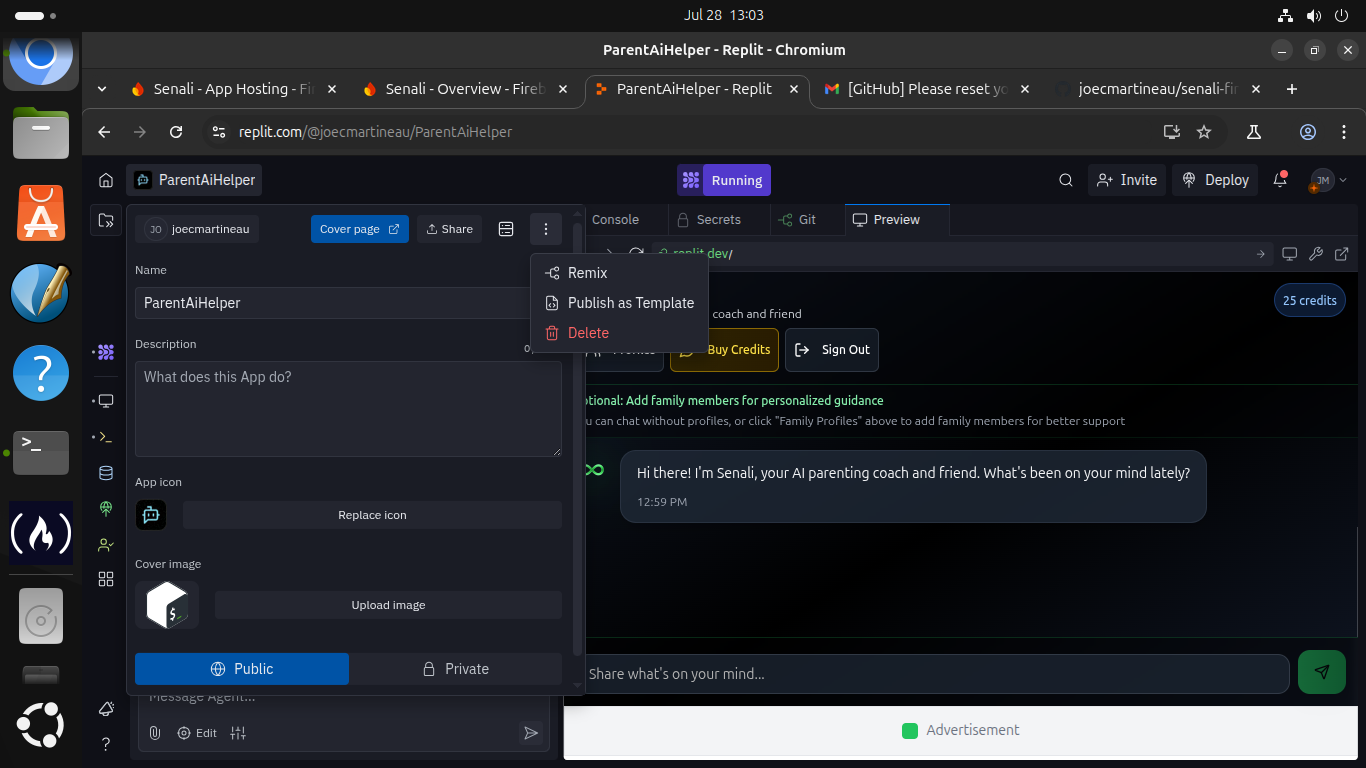 Jul 28 13:03
ParentAiHelper - Replit - Chromium
Senali - App Hosting - Fi
Senali - Overview - Fireb
ParentAiHelper - Replit
[GitHub] Please reset yo
joecmartineau/senali-fi
replit.com/@joecmartineau/ParentAiHelper
ParentAiHelper
Running
Invite
Deploy
JM
JO joecmartineau
Cover page
Share
Console
Secrets
Git
Preview
replit.dev/
Remix
Publish as Template
Delete
Name
ParentAiHelper
Description
What does this App do?
App icon
Replace icon
Cover image
Upload image
Public
Private
Message Agent...
Edit
25 credits
coach and friend
Buy Credits
Sign Out
tional: Add family members for personalized guidance
u can chat without profiles, or click "Family Profiles" above to add family members for better support
Hi there! I'm Senali, your AI parenting coach and friend. What's been on your mind lately?
12:59 PM
Share what's on your mind...
Advertisement